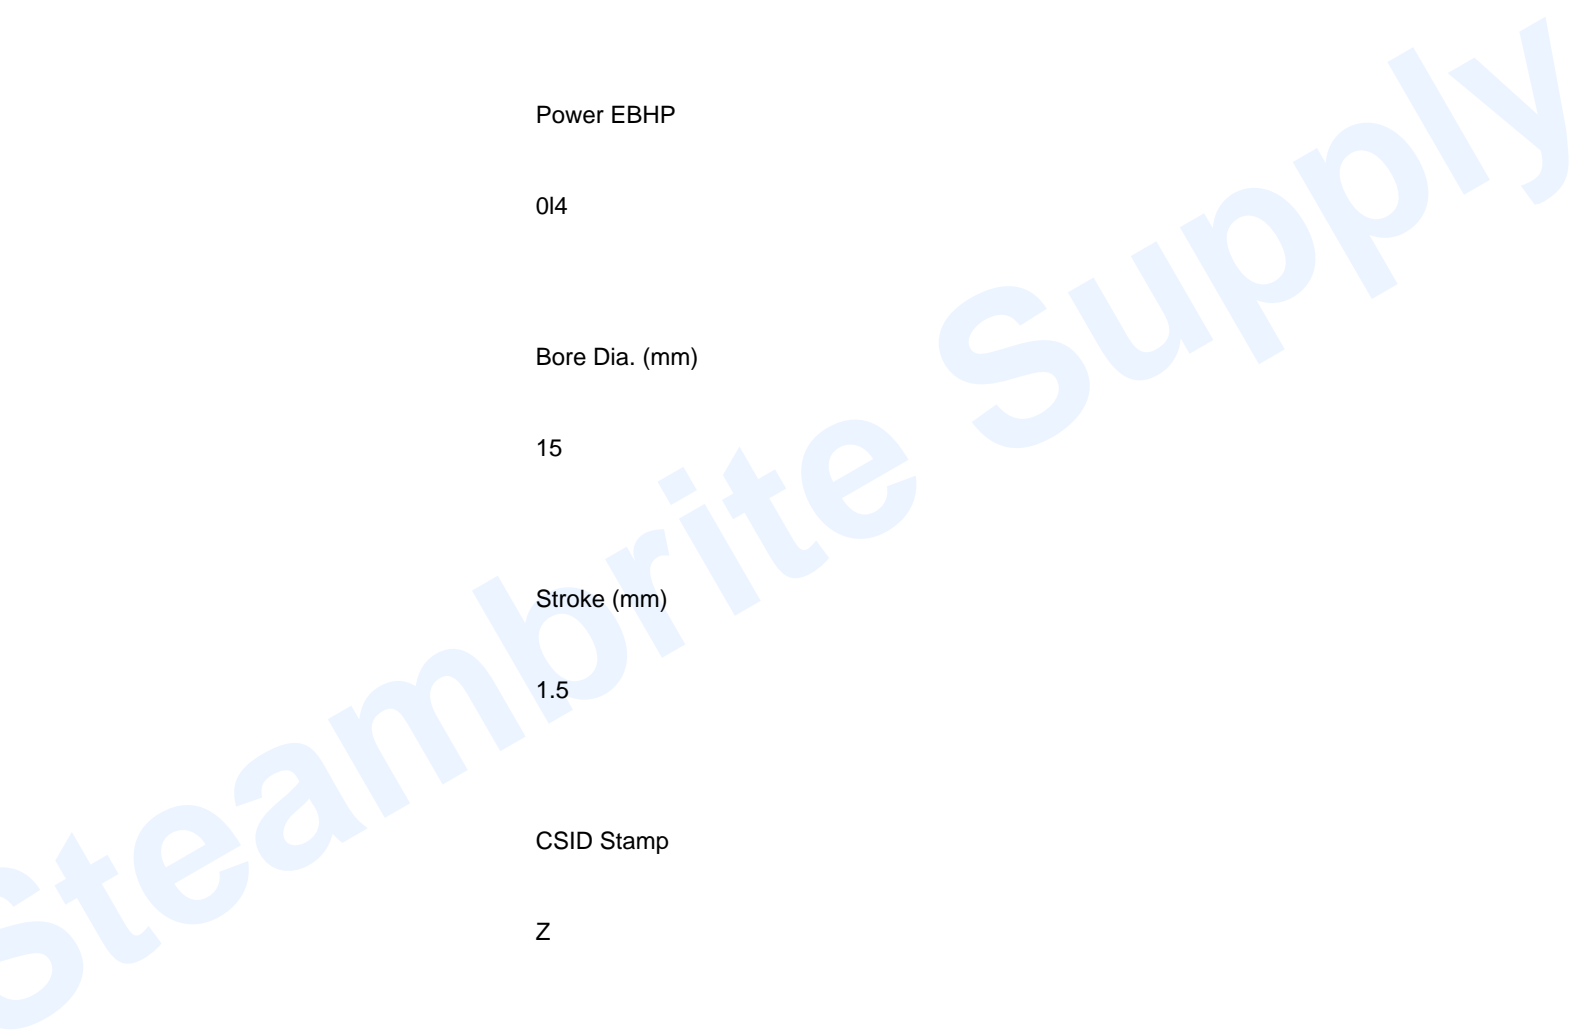 Power EBHP
0l4
Bore Dia. (mm)
15
Stroke (mm)
1.5
CSID Stamp
Z
Steambrite Supply